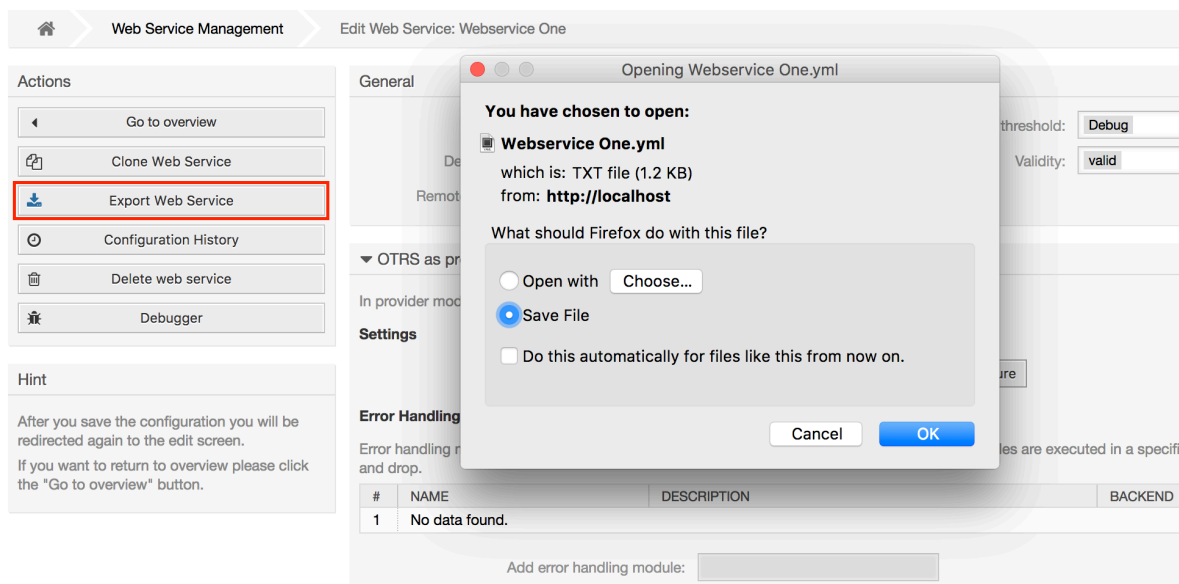 Web Service Management
Edit Web Service: Webservice One
Actions
Go to overview
Clone Web Service
Export Web Service
Configuration History
Delete web service
Debugger
Hint
After you save the configuration you will be
redirected again to the edit screen.
If you want to return to overview please click
the "Go to overview" button.
General
threshold:
Debug
Validity:
valid
Remot
OTRS as pr
In provider mod
Settings
Error Handling
Error handling
les are executed in a specifi
and drop.
# NAME DESCRIPTION BACKEND
1 No data found.
Add error handling module:
Opening Webservice One.yml
You have chosen to open:
Webservice One.yml
which is: TXT file (1.2 KB)
from: http://localhost
What should Firefox do with this file?
Open with Choose...
Save File
Do this automatically for files like this from now on.
Cancel OK